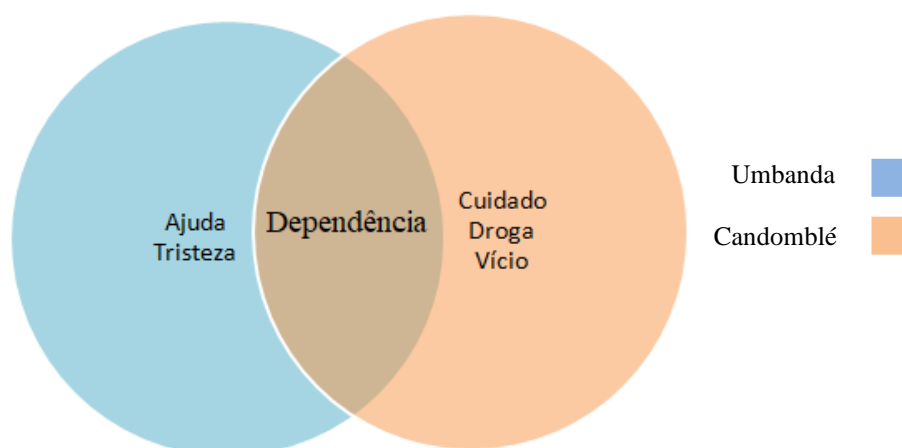 Ajuda
Tristeza
Dependência
Cuidado
Droga
Vício
Umbanda
Candomblé